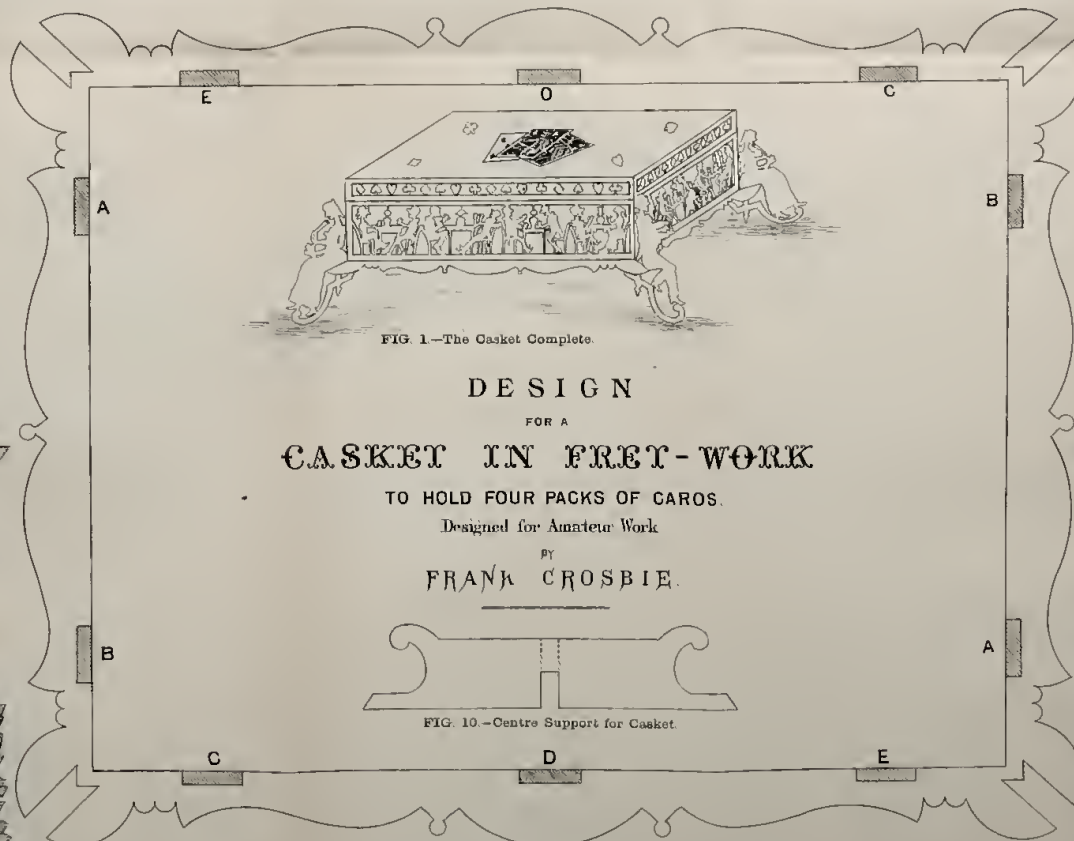 E O C
A B
FIG. 1.—The Casket Complete.
DESIGN
FOR A
CASKET IN FRET-WORK
TO HOLD FOUR PACKS OF CARDS.
Designed for Amateur Work
BY
FRANK CROSBIE.
B A
FIG. 10.—Centre Support for Casket.
C D E